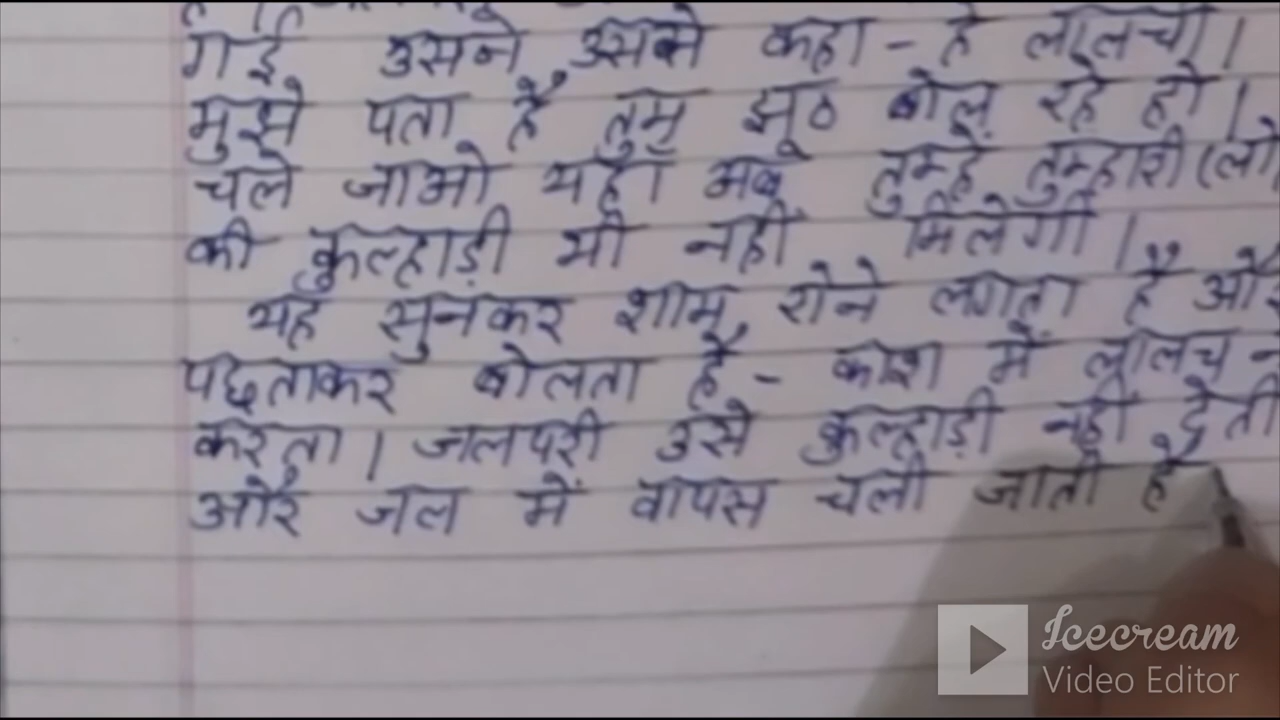 गई उसने उससे कहा - हे लालची।
मुझे पता है तुम झूठ बोल रहे हो।
चले जाओ यहाँ अब तुम्हें तुम्हारी (लो
की कुल्हाड़ी भी नहीं मिलेगी।
यह सुनकर शामू रोने लगता है और
पछताकर बोलता है - काश मैं लालच न
करता। जलपरी उसे कुल्हाड़ी नहीं देती
और जल में वापस चली जाती है
Icecream
Video Editor